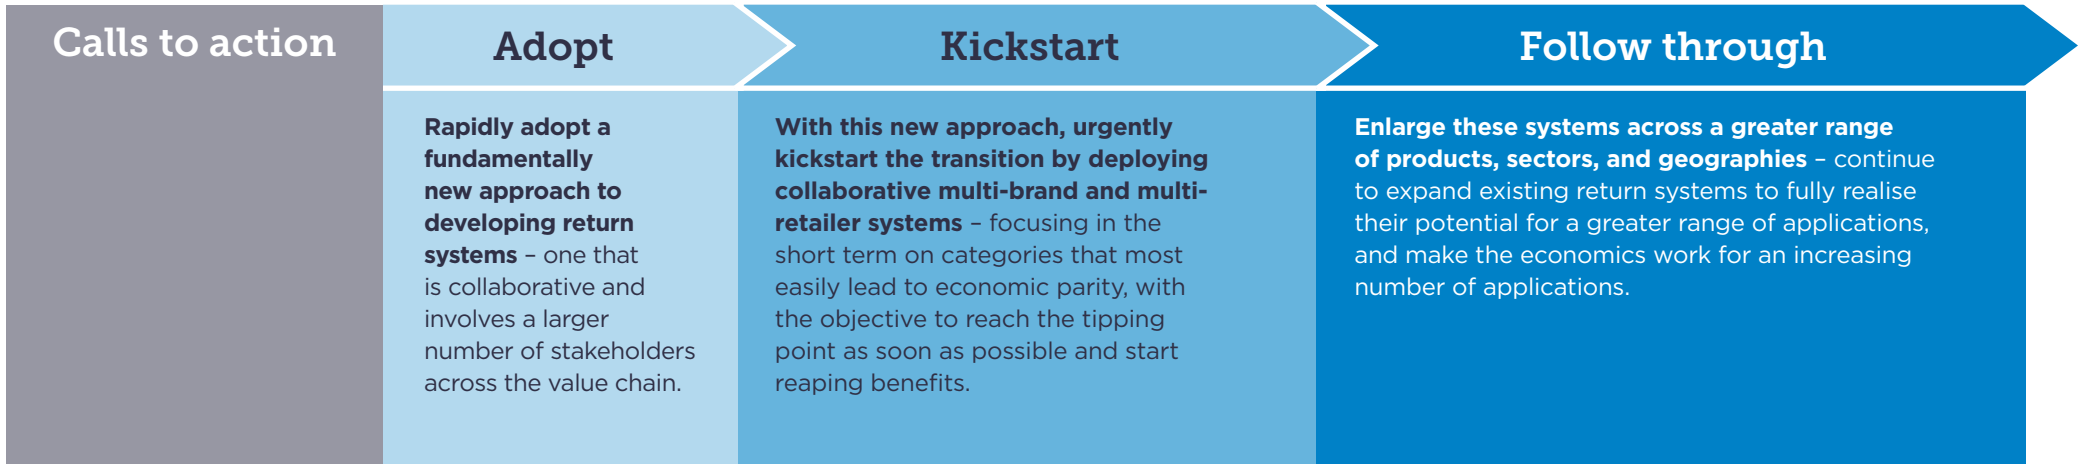 Calls to action
Adopt
Kickstart
Follow through
Rapidly adopt a
fundamentally
new approach to
developing return
systems – one that
is collaborative and
involves a larger
number of stakeholders
across the value chain.
With this new approach, urgently
kickstart the transition by deploying
collaborative multi-brand and multi-
retailer systems – focusing in the
short term on categories that most
easily lead to economic parity, with
the objective to reach the tipping
point as soon as possible and start
reaping benefits.
Enlarge these systems across a greater range
of products, sectors, and geographies – continue
to expand existing return systems to fully realise
their potential for a greater range of applications,
and make the economics work for an increasing
number of applications.